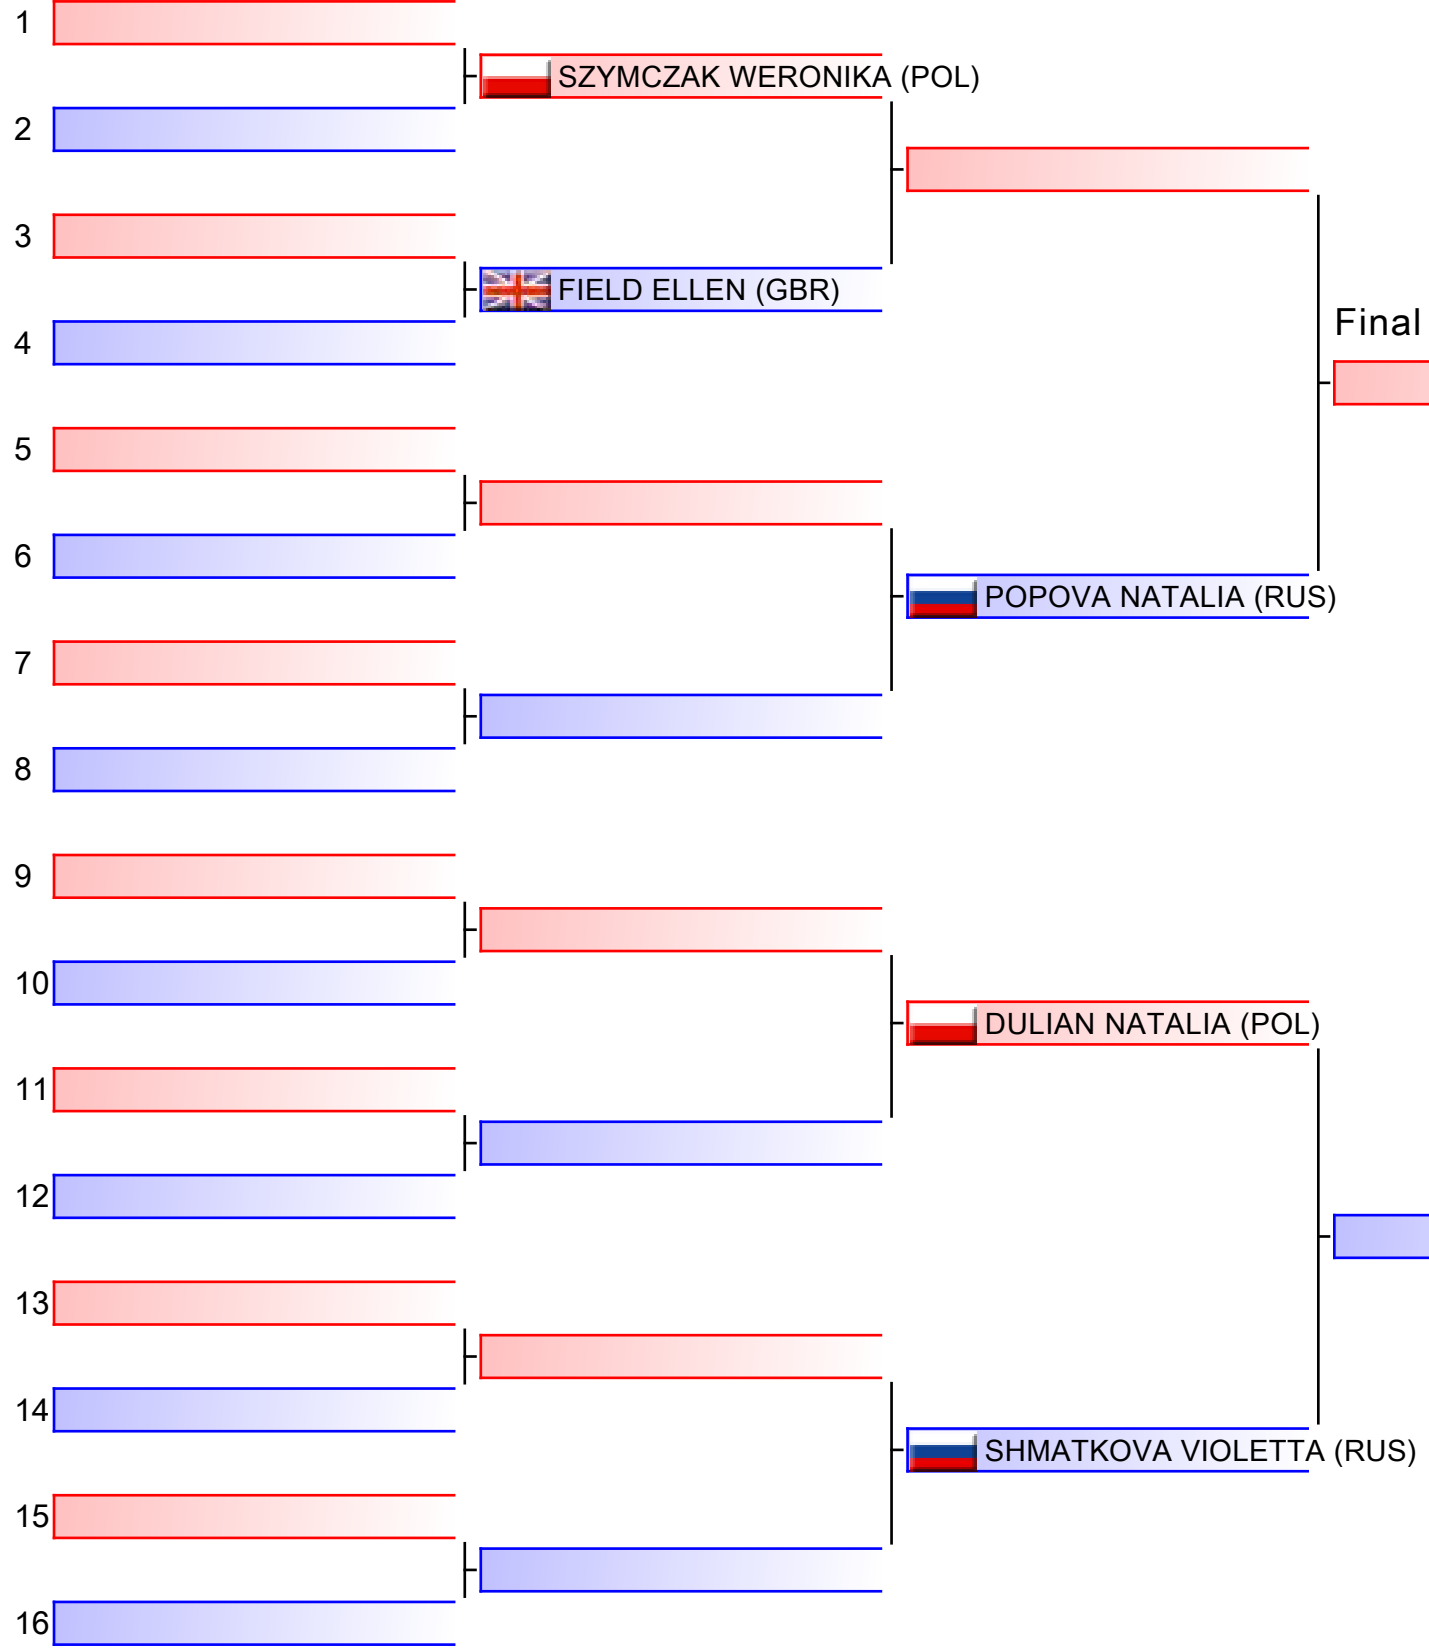 1
SZYMCZAK WERONIKA (POL)
2
3
FIELD ELLEN (GBR)
4
Final
5
6
POPOVA NATALIA (RUS)
7
8
9
10
DULIAN NATALIA (POL)
11
12
13
14
SHMATKOVA VIOLETTA (RUS)
15
16